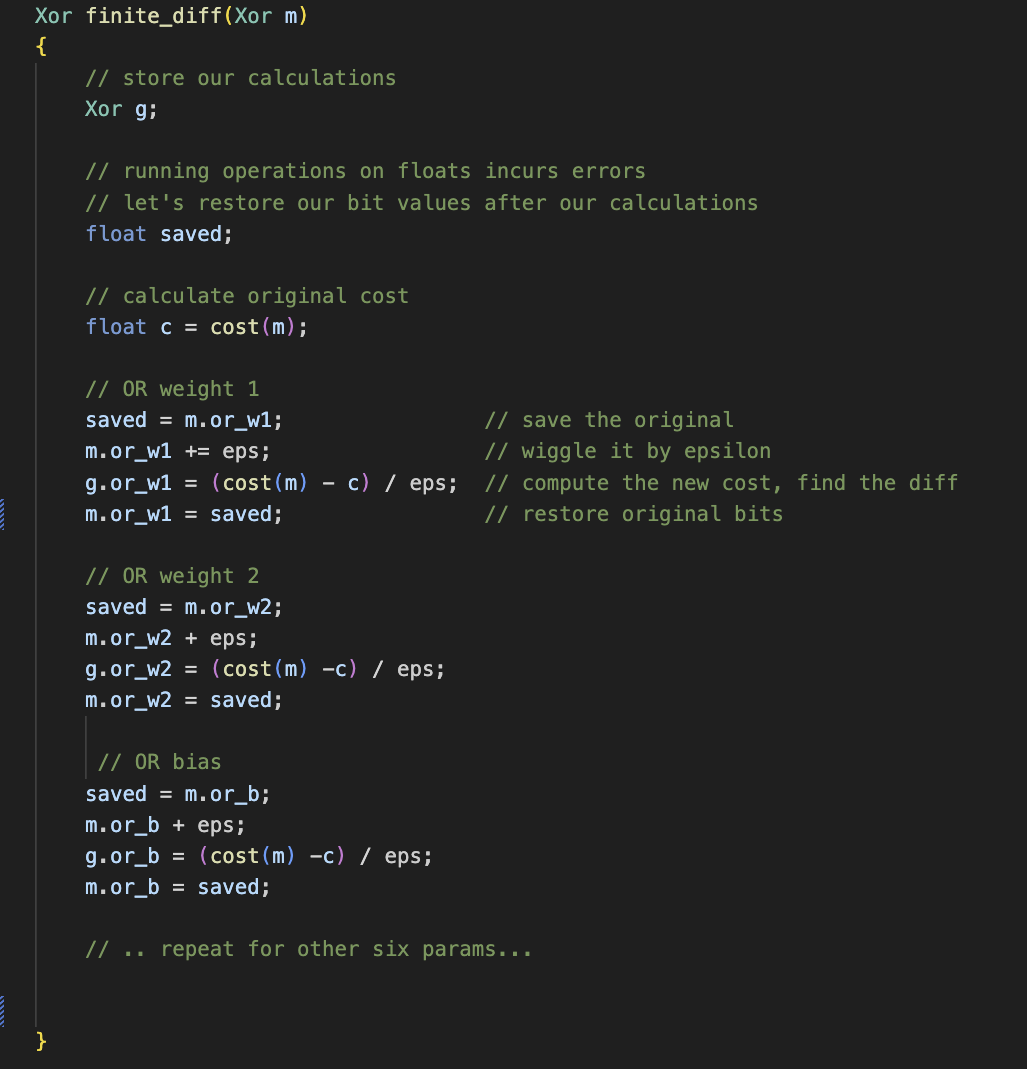 Xor finite_diff(Xor m)
{
// store our calculations
Xor g;
// running operations on floats incurs errors
// let's restore our bit values after our calculations
float saved;
// calculate original cost
float c = cost(m);
// OR weight 1
saved = m.or_w1; // save the original
m.or_w1 += eps; // wiggle it by epsilon
g.or_w1 = (cost(m) - c) / eps; // compute the new cost, find the diff
m.or_w1 = saved; // restore original bits
// OR weight 2
saved = m.or_w2;
m.or_w2 + eps;
g.or_w2 = (cost(m) -c) / eps;
m.or_w2 = saved;
// OR bias
saved = m.or_b;
m.or_b + eps;
g.or_b = (cost(m) -c) / eps;
m.or_b = saved;
// .. repeat for other six params...
}